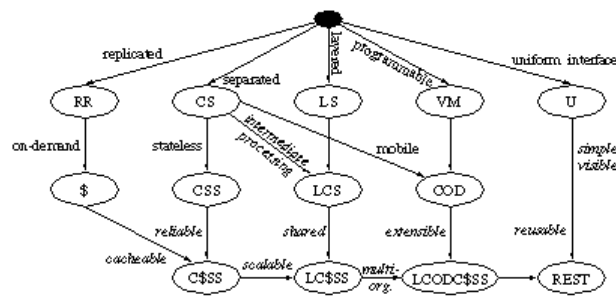 replicated
separated
layered
programmable
uniform interface
RR
CS
LS
VM
U
on-demand
stateless
intermediate
processing
mobile
simple
visible
$
CSS
LCS
COD
cacheable
reliable
shared
extensible
reusable
scalable
multi-
org.
C$SS
LC$SS
LCODC$SS
REST